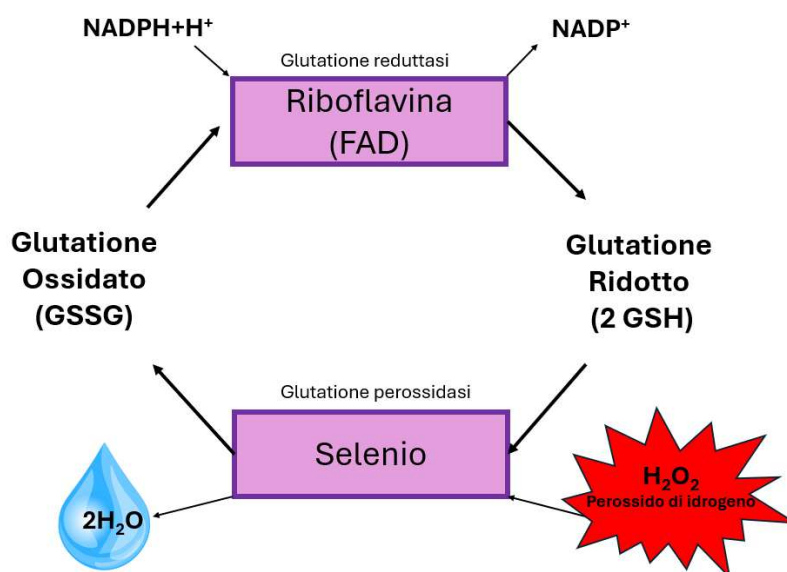 NADPH+H⁺
NADP⁺
Glutatione reduttasi
Riboflavina
(FAD)
Glutatione
Ossidato
(GSSG)
Glutatione
Ridotto
(2 GSH)
Glutatione perossidasi
Selenio
2H₂O
H₂O₂
Perossido di idrogeno